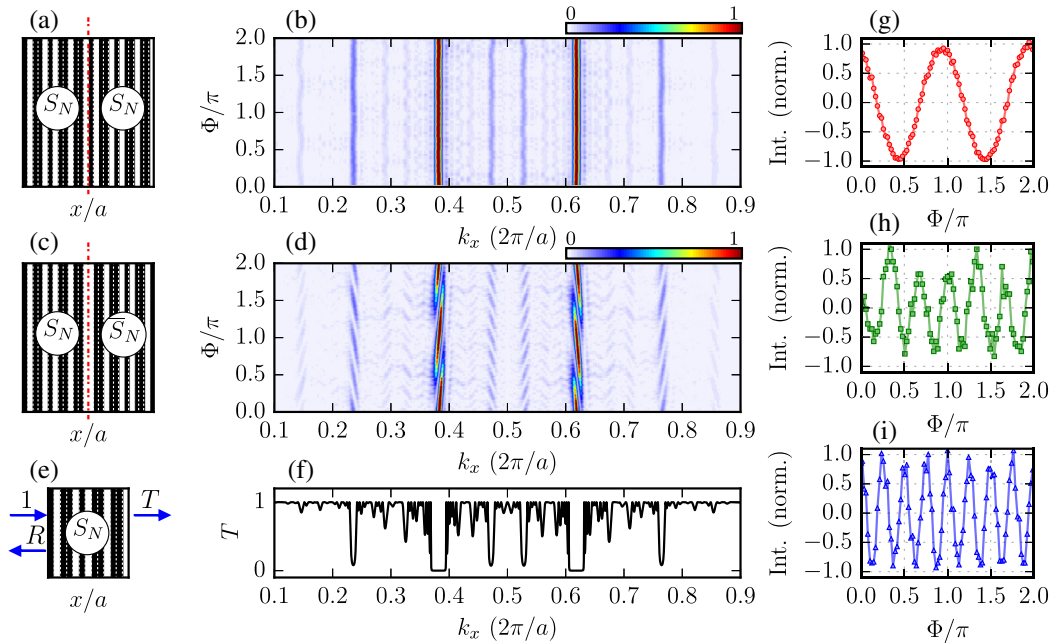 (a)
S_N
S_N
x/a
(b)
0
1
2.0
1.5
1.0
0.5
0.0
Φ/π
0.1 0.2 0.3 0.4 0.5 0.6 0.7 0.8 0.9
k_x (2π/a)
(g)
1.0
0.5
0.0
−0.5
−1.0
Int. (norm.)
0.0 0.5 1.0 1.5 2.0
Φ/π
(c)
S_N
S̄_N
x/a
(d)
0
1
2.0
1.5
1.0
0.5
0.0
Φ/π
0.1 0.2 0.3 0.4 0.5 0.6 0.7 0.8 0.9
k_x (2π/a)
(h)
1.0
0.5
0.0
−0.5
−1.0
Int. (norm.)
0.0 0.5 1.0 1.5 2.0
Φ/π
(e)
1
R
S_N
T
x/a
(f)
1
0
T
0.1 0.2 0.3 0.4 0.5 0.6 0.7 0.8 0.9
k_x (2π/a)
(i)
1.0
0.5
0.0
−0.5
−1.0
Int. (norm.)
0.0 0.5 1.0 1.5 2.0
Φ/π